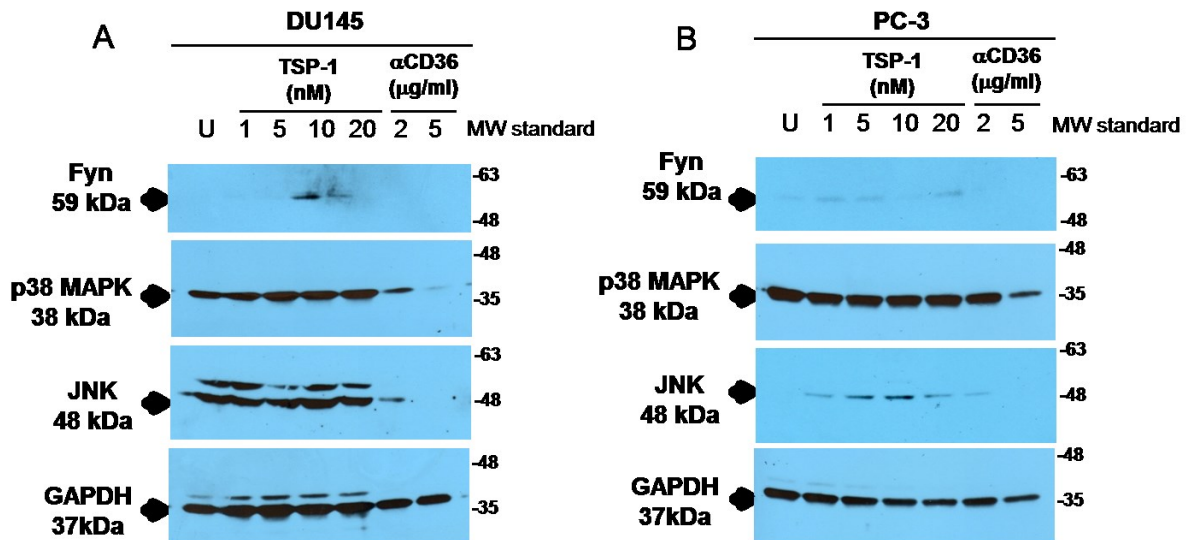 A
DU145
TSP-1
(nM)
αCD36
(µg/ml)
U 1 5 10 20 2 5 MW standard
Fyn
59 kDa
-63
-48
p38 MAPK
38 kDa
-48
-35
JNK
48 kDa
-63
-48
GAPDH
37kDa
-48
-35
B
PC-3
TSP-1
(nM)
αCD36
(µg/ml)
U 1 5 10 20 2 5 MW standard
Fyn
59 kDa
-63
-48
p38 MAPK
38 kDa
-48
-35
JNK
48 kDa
-63
-48
GAPDH
37kDa
-48
-35